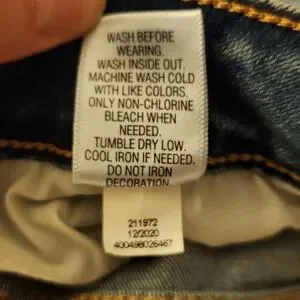 WASH BEFORE
WEARING.
WASH INSIDE OUT.
MACHINE WASH COLD
WITH LIKE COLORS.
ONLY NON-CHLORINE
BLEACH WHEN
NEEDED.
TUMBLE DRY LOW.
COOL IRON IF NEEDED.
DO NOT IRON
DECORATION.
211972
12/2020
400498026467